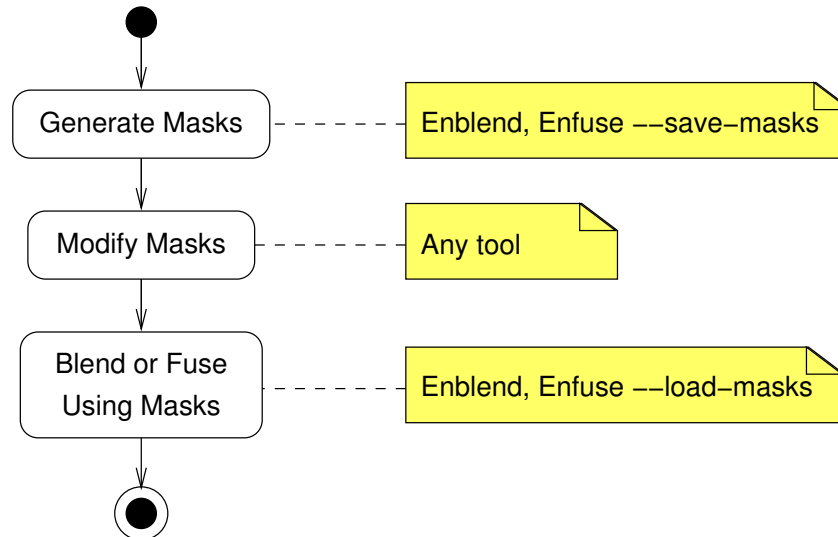 Generate Masks
Enblend, Enfuse −−save−masks
Modify Masks
Any tool
Blend or Fuse
Using Masks
Enblend, Enfuse −−load−masks